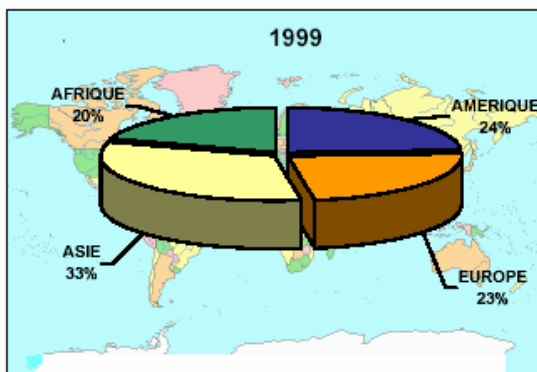 1999
AFRIQUE
20%
AMERIQUE
24%
ASIE
33%
EUROPE
23%